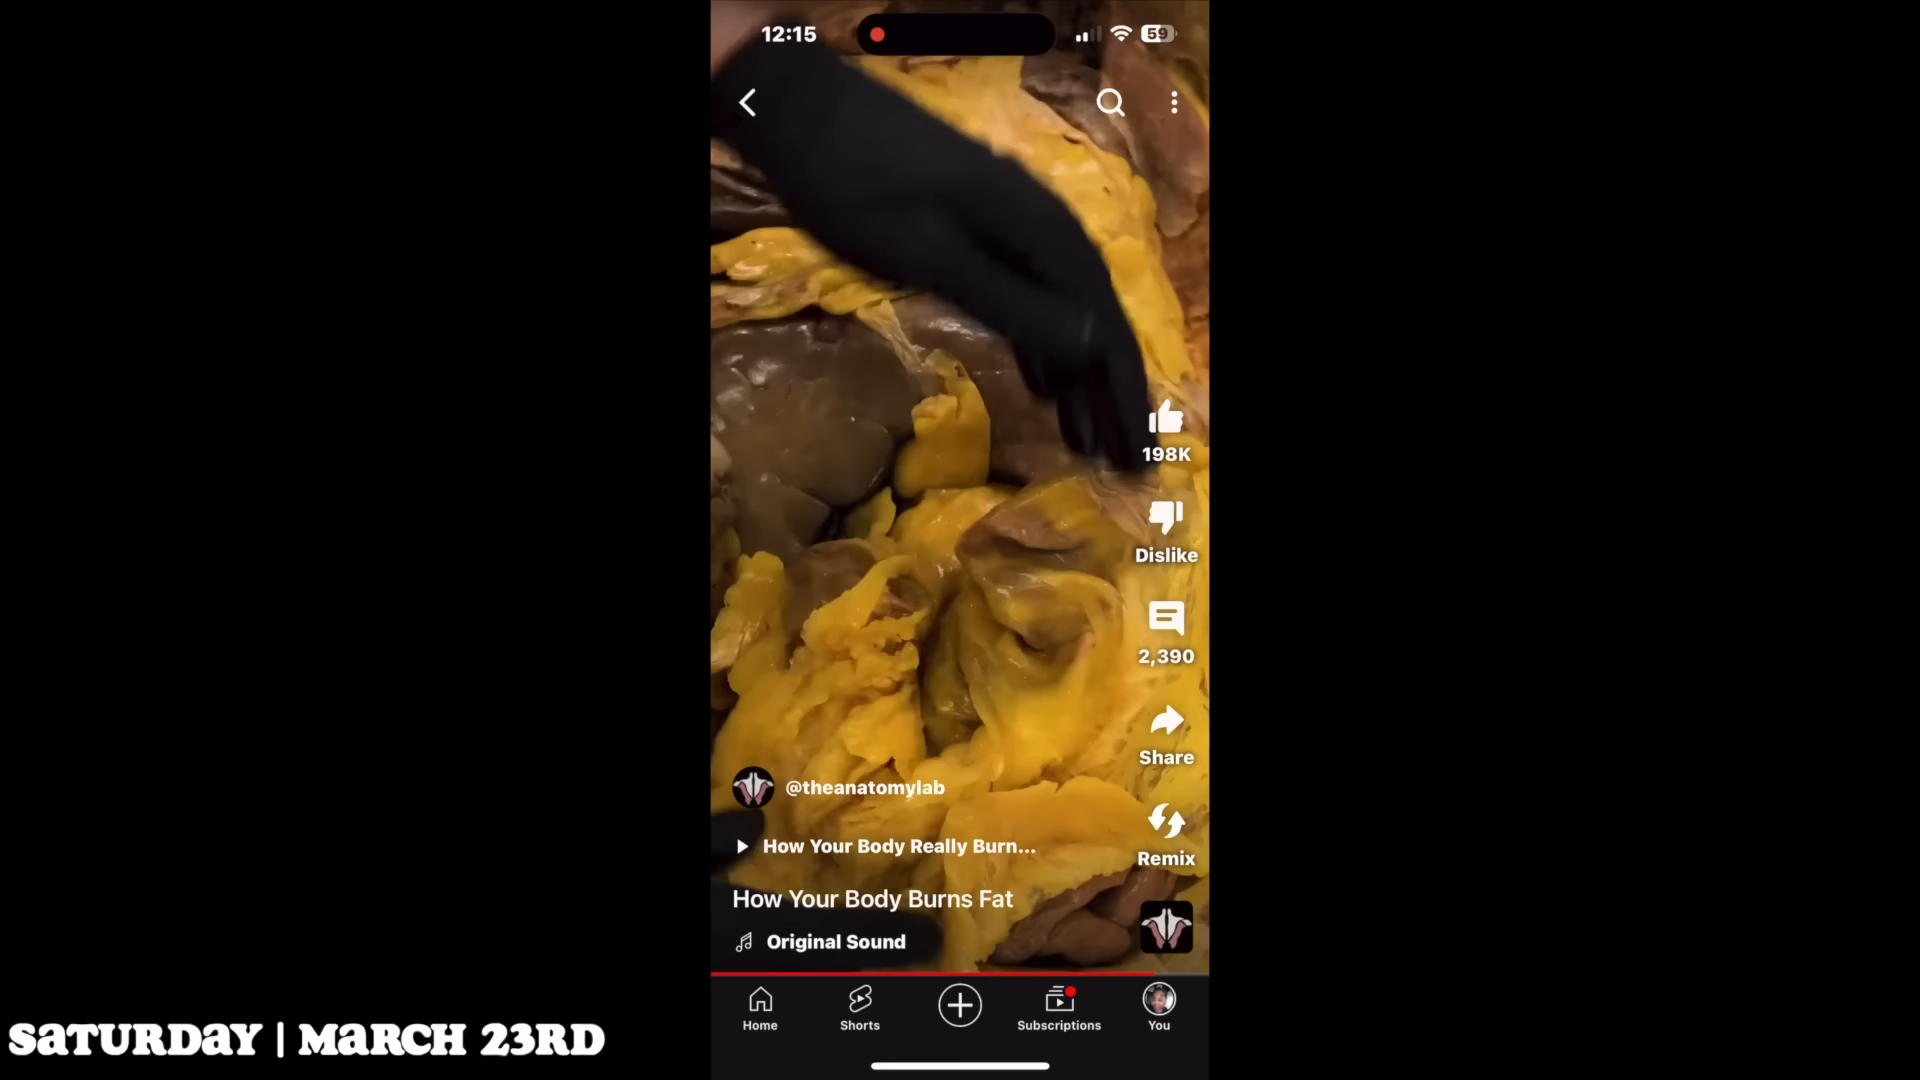 12:15
59
198K
Dislike
2,390
Share
@theanatomylab
How Your Body Really Burn...
Remix
How Your Body Burns Fat
Original Sound
Home
Shorts
Subscriptions
You
SATURDAY | MARCH 23RD